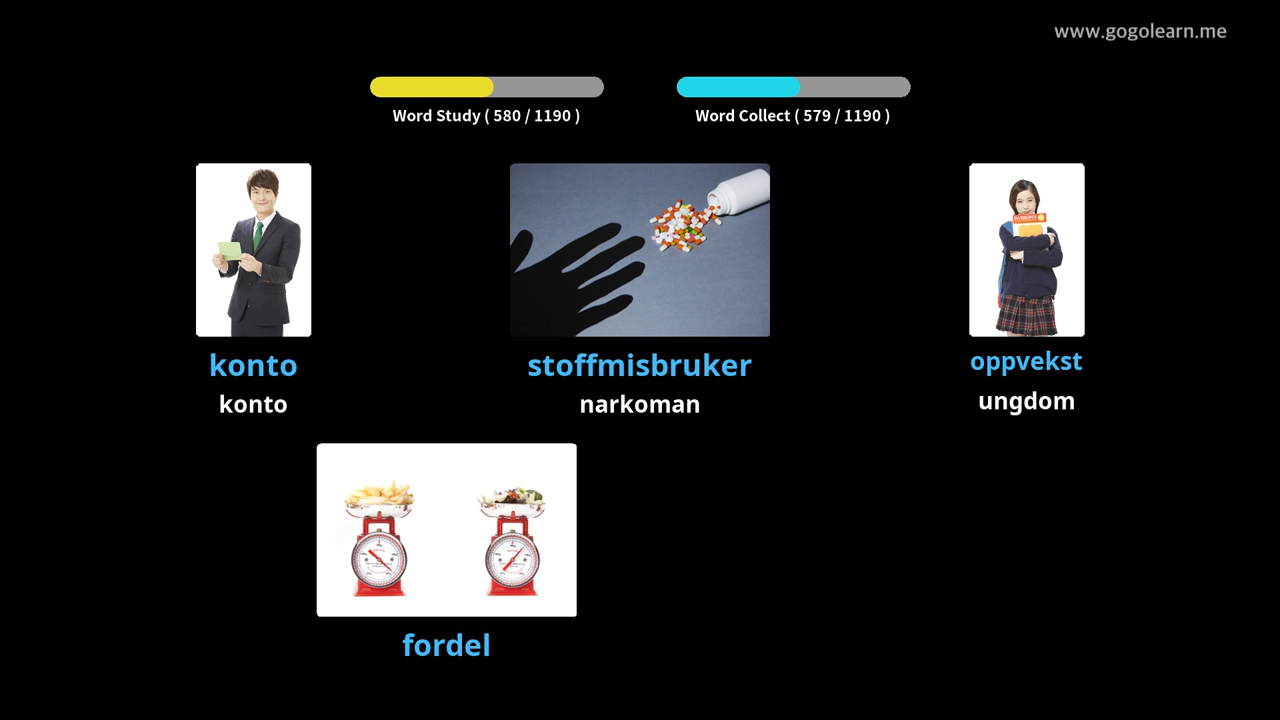 www.gogolearn.me
Word Study ( 580 / 1190 )
Word Collect ( 579 / 1190 )
konto
stoffmisbruker
oppvekst
konto
narkoman
ungdom
fordel